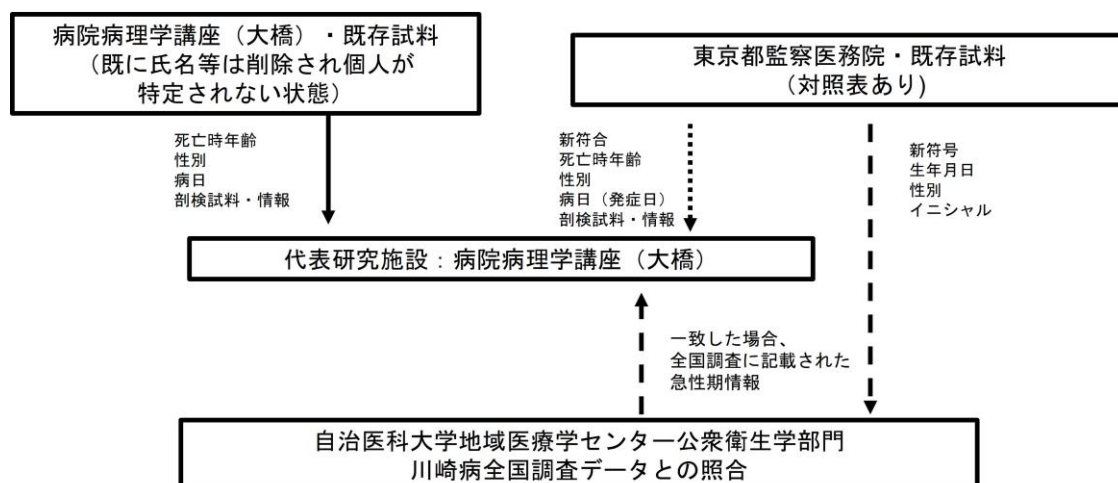 病院病理学講座（大橋）・既存試料
（既に氏名等は削除され個人が
特定されない状態）
東京都監察医務院・既存試料
（対照表あり)
死亡時年齢
性別
病日
剖検試料・情報
新符合
死亡時年齢
性別
病日（発症日）
剖検試料・情報
新符号
生年月日
性別
イニシャル
代表研究施設：病院病理学講座（大橋）
一致した場合、
全国調査に記載された
急性期情報
自治医科大学地域医療学センター公衆衛生学部門
川崎病全国調査データとの照合